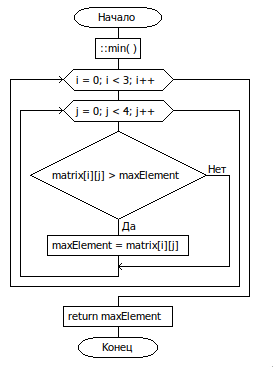 Начало
::min( )
i = 0; i < 3; i++
j = 0; j < 4; j++
matrix[i][j] > maxElement
Нет
Да
maxElement = matrix[i][j]
return maxElement
Конец